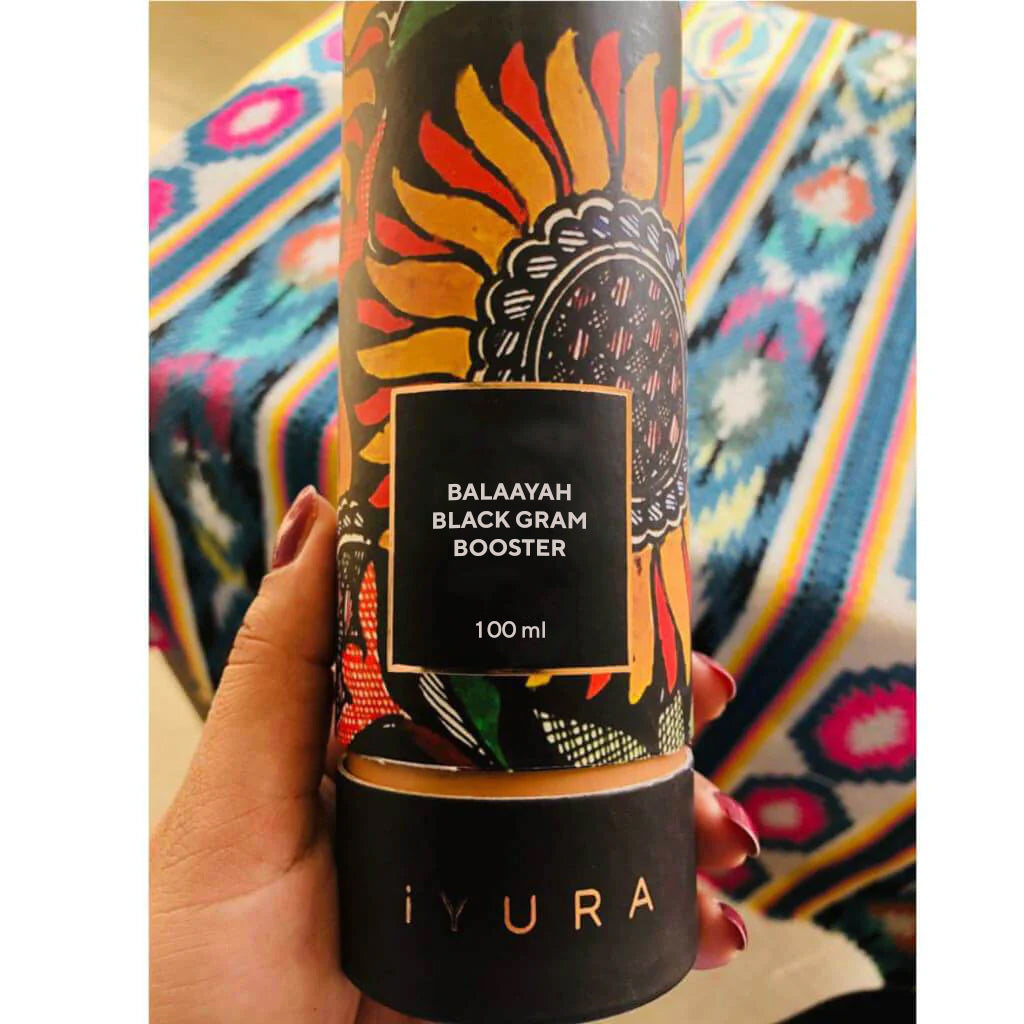 BALAAYAH
BLACK GRAM
BOOSTER
100 ml
iYURA